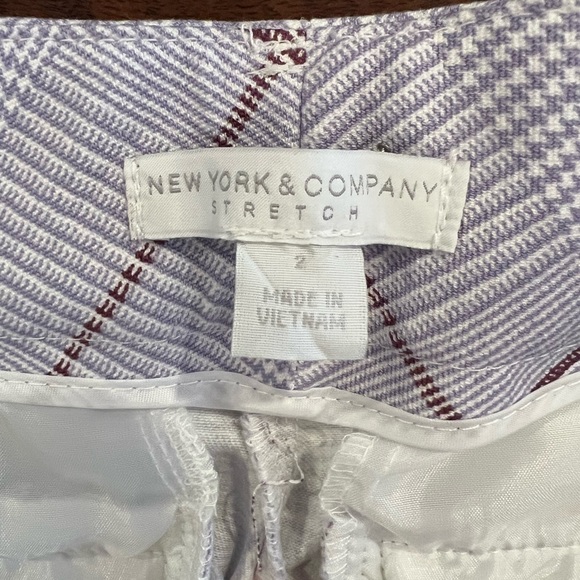 NEW YORK & COMPANY
STRETCH
2
MADE IN
VIETNAM